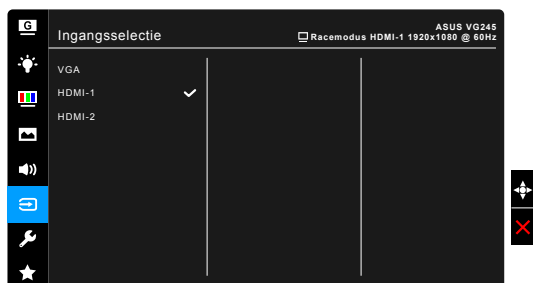 G
ASUS VG245
Ingangsselectie
Racemodus HDMI-1 1920x1080 @ 60Hz
VGA
HDMI-1
HDMI-2